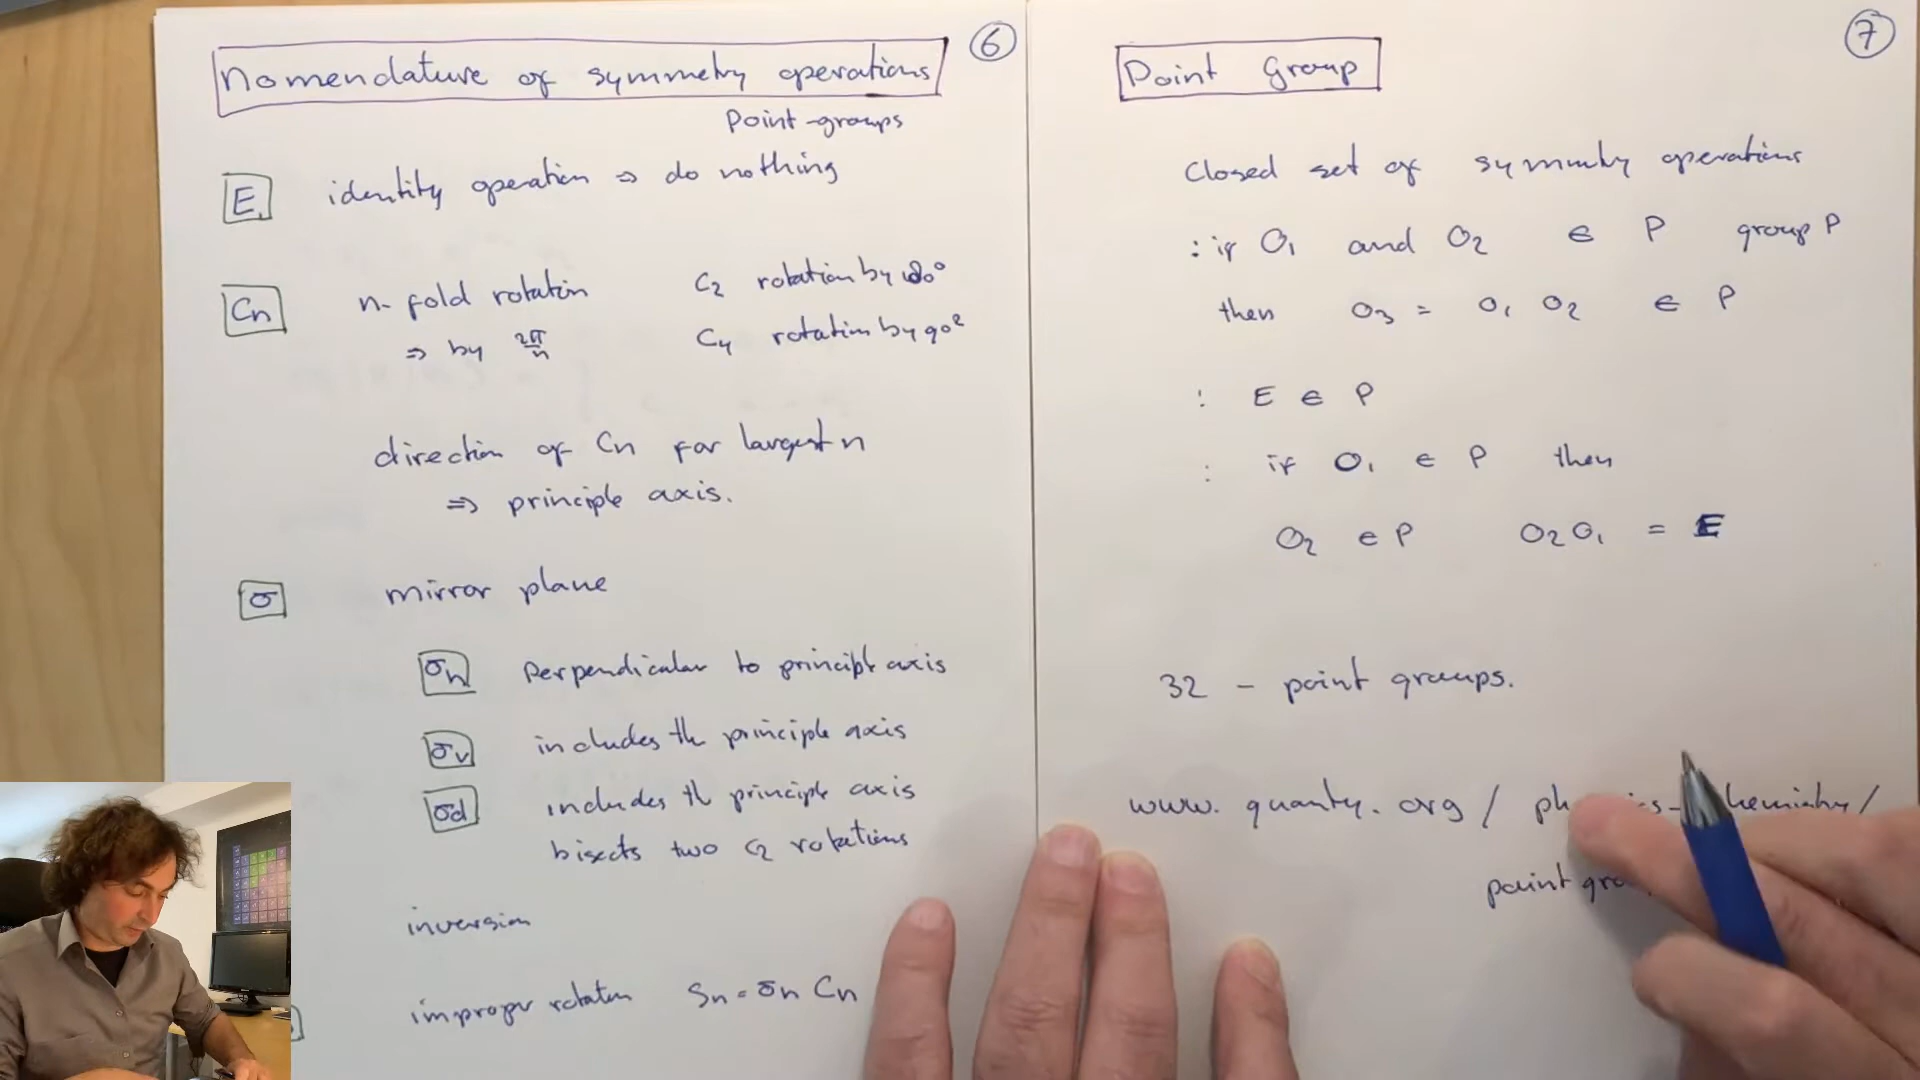 Nomenclature of symmetry operations
6
Point-groups
E
identity operation ⇒ do nothing
Cn
n-fold rotation
C2 rotation by 180°
⇒ by 2π/n
C4 rotation by 90°
direction of Cn for largest n
⇒ principle axis.
σ
mirror plane
σh
Perpendicular to principle axis
σv
includes the principle axis
σd
includes the principle axis
bisects two C2 rotations
inversion
improper rotation Sn = σh Cn
Point Group
7
Closed set of symmetry operations
: if O1 and O2 ∈ P group P
then O3 = O1 O2 ∈ P
: E ∈ P
: if O1 ∈ P then
O2 ∈ P O2 O1 = E
32 - point groups.
www. quanty. org /
point